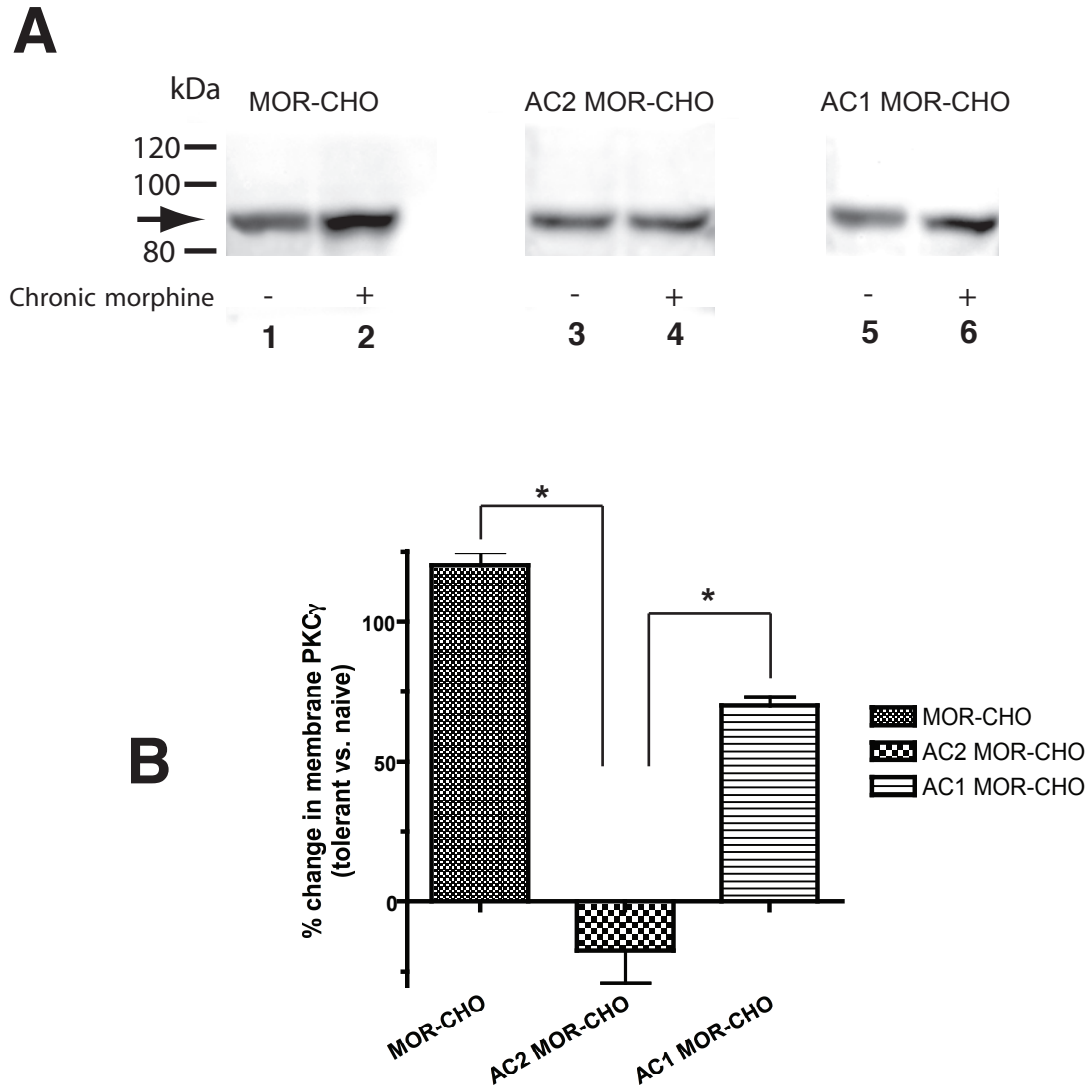 A
kDa
MOR-CHO
AC2 MOR-CHO
AC1 MOR-CHO
120
100
80
Chronic morphine - + - + - +
1 2 3 4 5 6
B
% change in membrane PKCγ
(tolerant vs. naive)
*
*
100
50
0
MOR-CHO
AC2 MOR-CHO
AC1 MOR-CHO
MOR-CHO
AC2 MOR-CHO
AC1 MOR-CHO